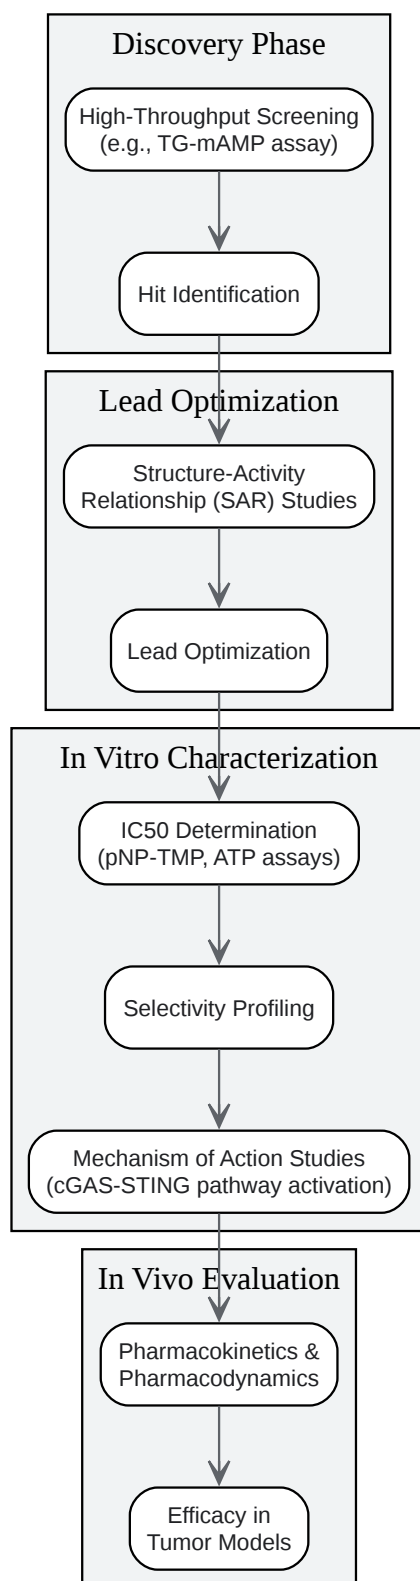 Discovery Phase
High-Throughput Screening
(e.g., TG-mAMP assay)
Hit Identification
Lead Optimization
Structure-Activity
Relationship (SAR) Studies
Lead Optimization
In Vitro Characterization
IC50 Determination
(pNP-TMP, ATP assays)
Selectivity Profiling
Mechanism of Action Studies
(cGAS-STING pathway activation)
In Vivo Evaluation
Pharmacokinetics &
Pharmacodynamics
Efficacy in
Tumor Models